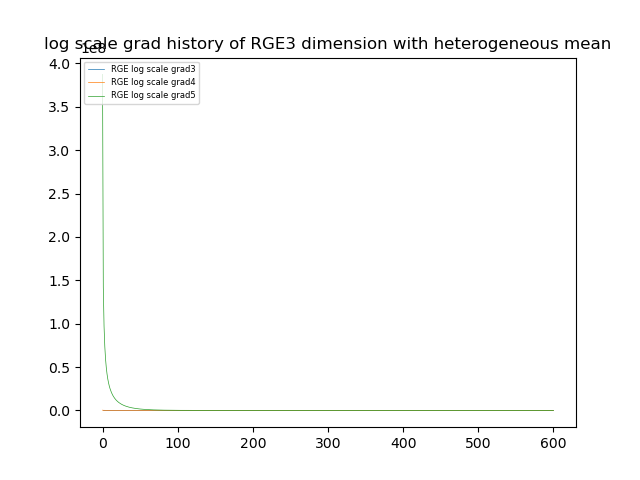 log scale grad history of RGE3 dimension with heterogeneous mean
1e8
RGE log scale grad3
RGE log scale grad4
RGE log scale grad5
4.0
3.5
3.0
2.5
2.0
1.5
1.0
0.5
0.0
0 100 200 300 400 500 600